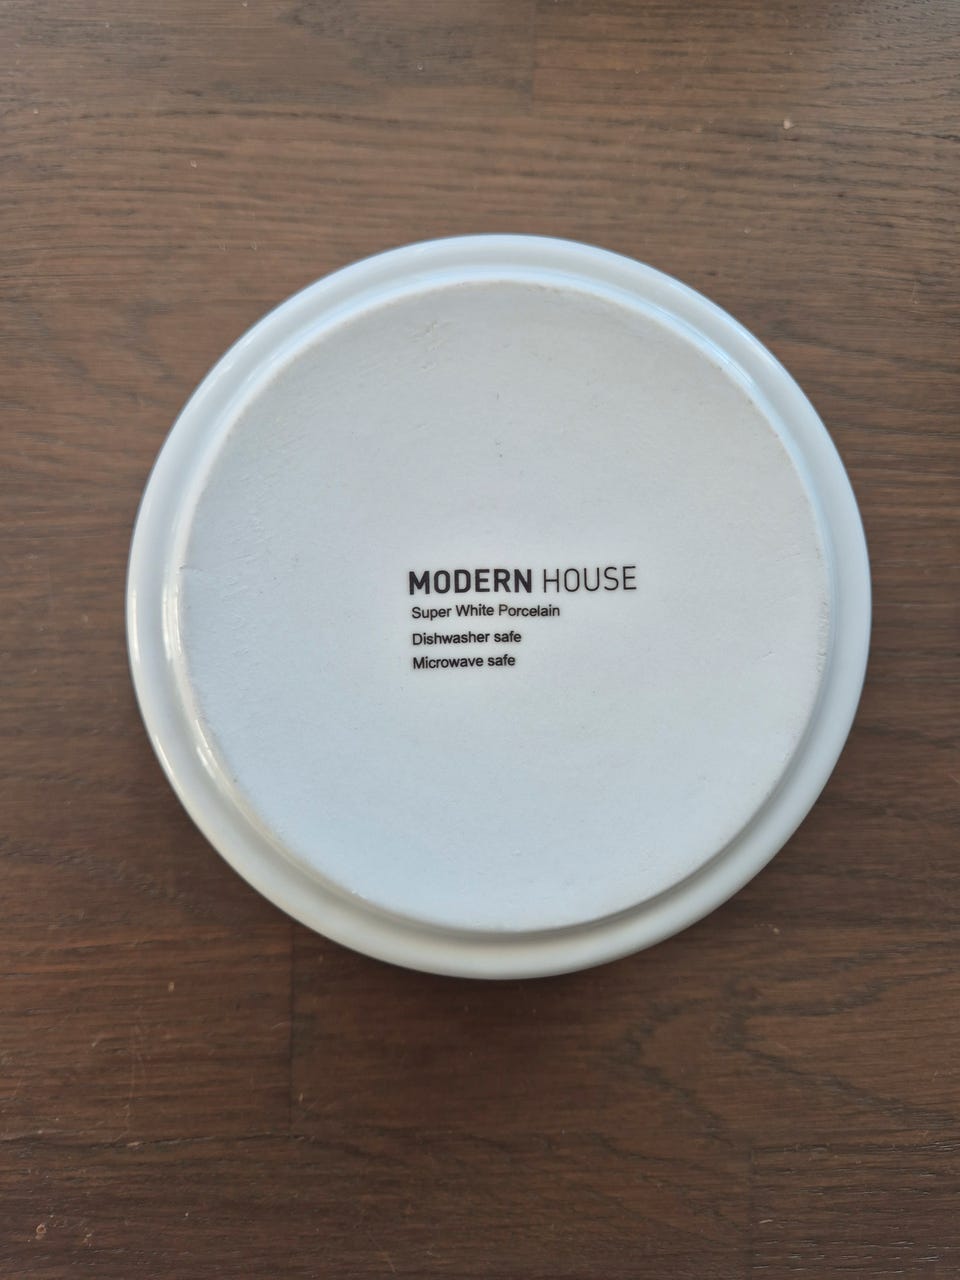 MODERN HOUSE
Super White Porcelain
Dishwasher safe
Microwave safe